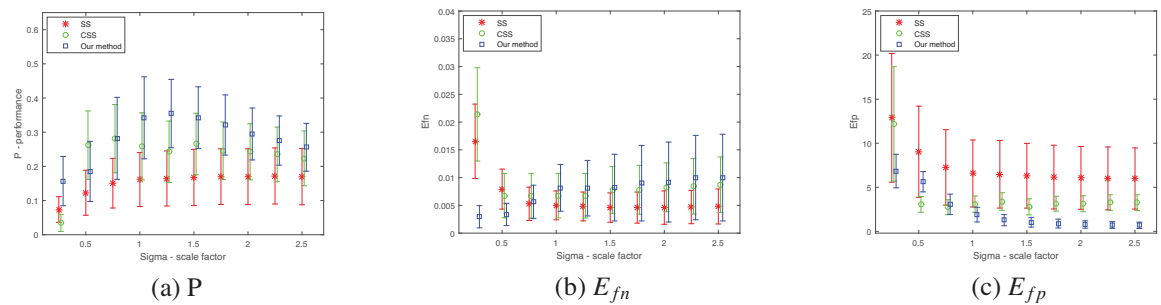 SS
CSS
Our method
P - performance
0.6
0.5
0.4
0.3
0.2
0.1
0
0.5
1
1.5
2
2.5
Sigma - scale factor
(a) P
SS
CSS
Our method
Efn
0.04
0.035
0.03
0.025
0.02
0.015
0.01
0.005
0
0.5
1
1.5
2
2.5
Sigma - scale factor
(b) E_{fn}
SS
CSS
Our method
Efp
25
20
15
10
5
0
0.5
1
1.5
2
2.5
Sigma - scale factor
(c) E_{fp}